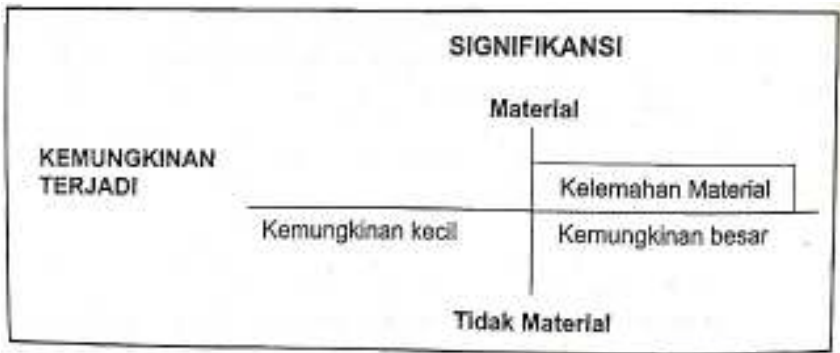 SIGNIFIKANSI
Material
KEMUNGKINAN
TERJADI
Kelemahan Material
Kemungkinan kecil
Kemungkinan besar
Tidak Material